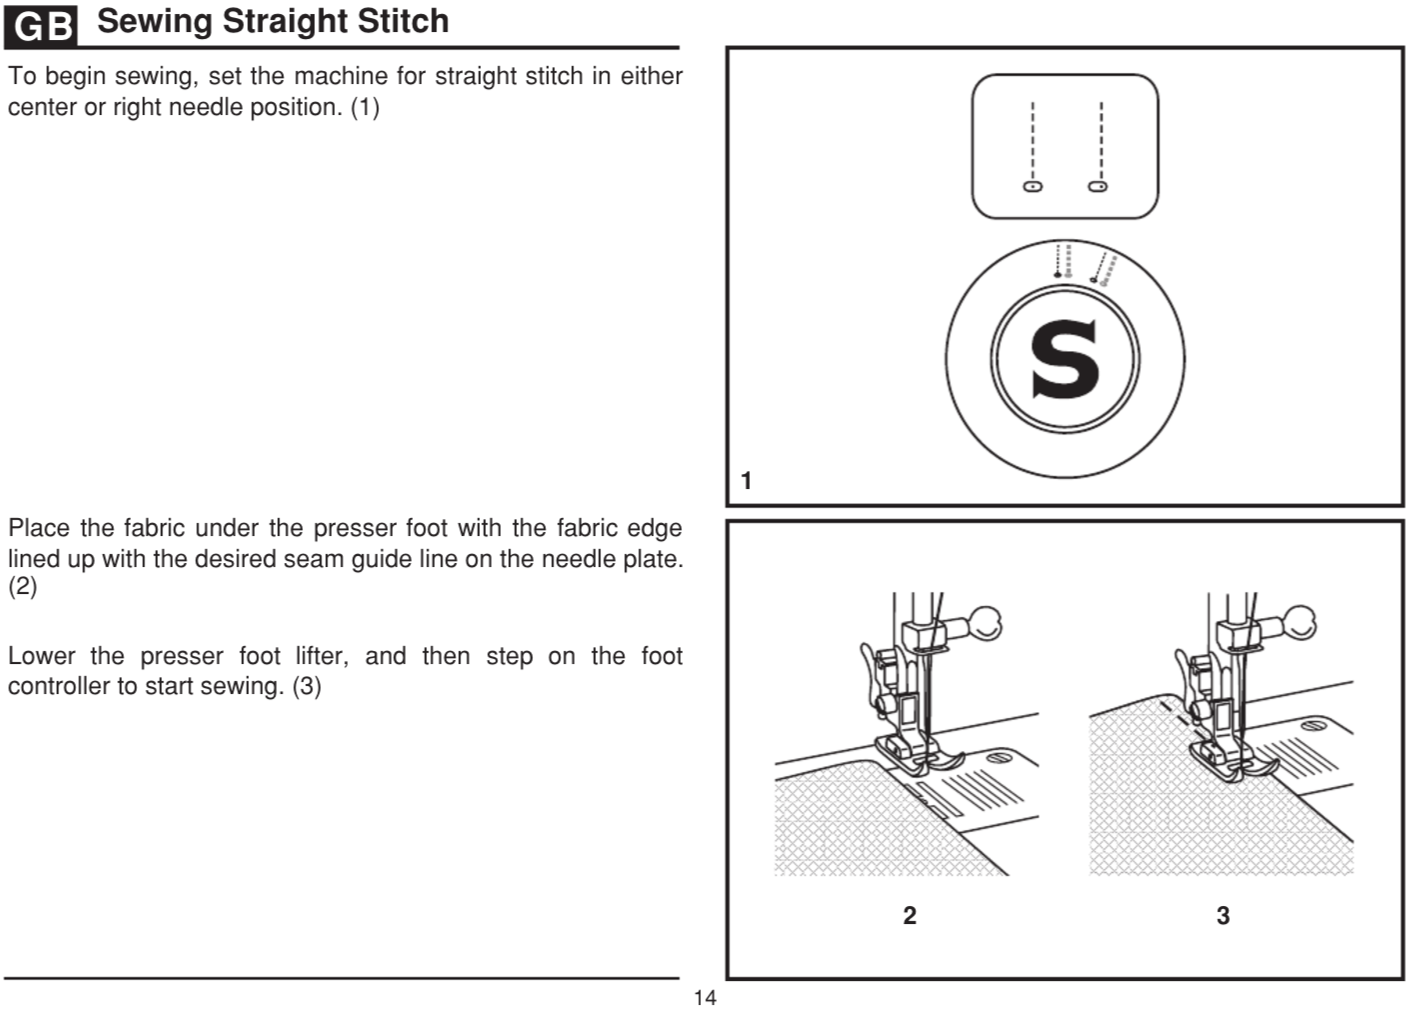 GB Sewing Straight Stitch
To begin sewing, set the machine for straight stitch in either
center or right needle position. (1)
S
1
Place the fabric under the presser foot with the fabric edge
lined up with the desired seam guide line on the needle plate.
(2)
Lower the presser foot lifter, and then step on the foot
controller to start sewing. (3)
2
3
14